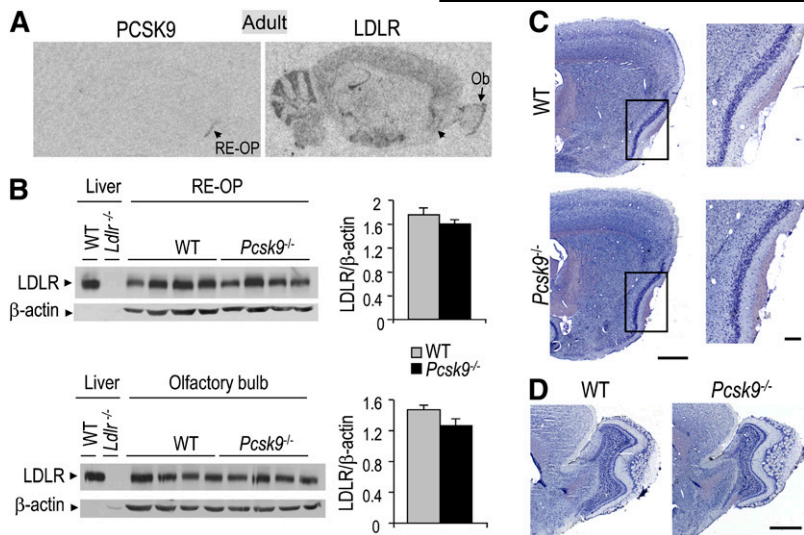 A
Adult
PCSK9
LDLR
Ob
RE-OP
B
Liver
RE-OP
WT
Ldlr-/-
WT
Pcsk9-/-
LDLR
β-actin
LDLR/β-actin
2
1.6
1.2
0.8
0.4
0
WT
Pcsk9-/-
Liver
Olfactory bulb
WT
Ldlr-/-
WT
Pcsk9-/-
LDLR
β-actin
LDLR/β-actin
1.6
1.2
0.8
0.4
0
C
WT
Pcsk9-/-
D
WT
Pcsk9-/-